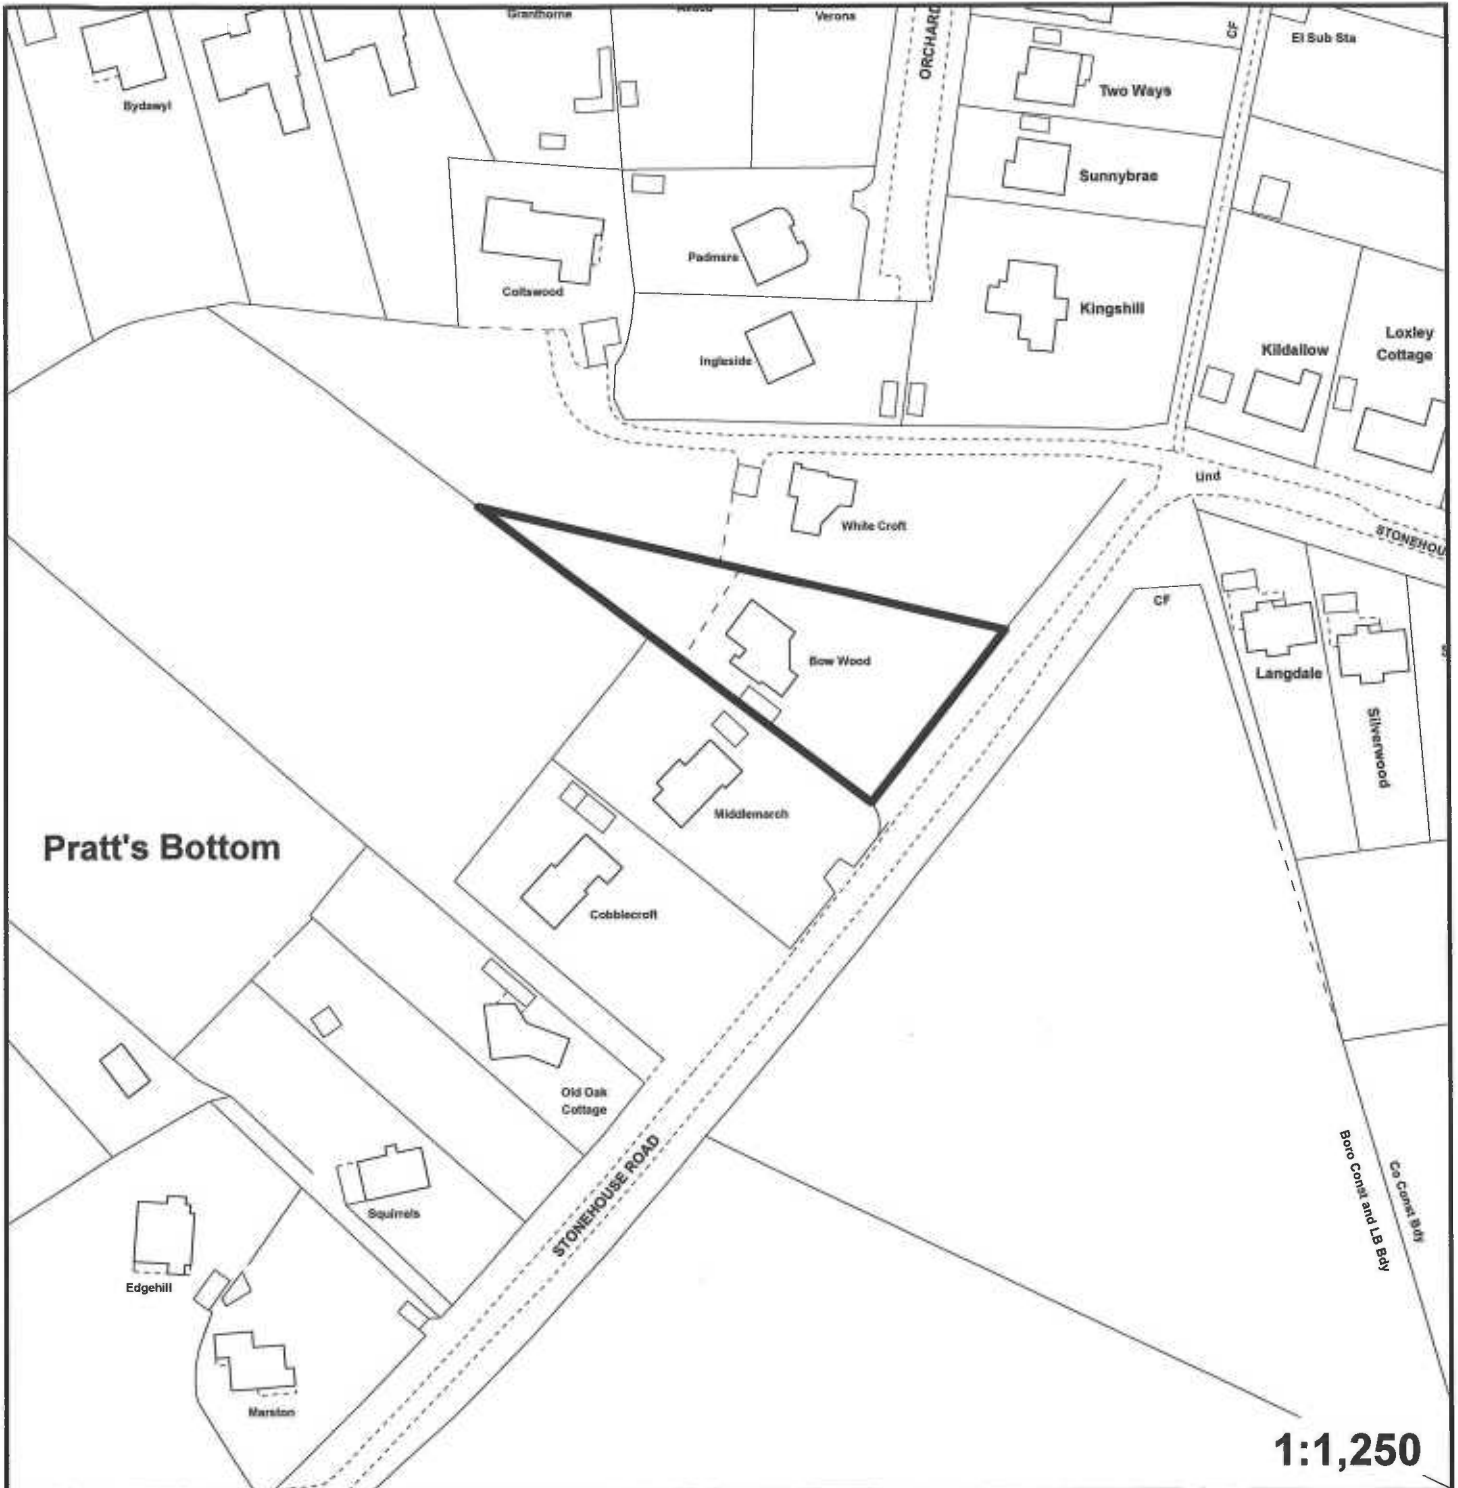 Granthorne
Verona
ORCHARD
CF
El Sub Sta
Bydawyl
Two Ways
Sunnybrae
Padmara
Coltswood
Kingshill
Ingleside
Kildallow
Loxley
Cottage
Und
White Croft
STONEHOU
CF
Bow Wood
Langdale
Silverwood
Middlemarch
Pratt's Bottom
Cobblecroft
Old Oak
Cottage
STONEHOUSE ROAD
Boro Const and LB Bdy
Co Const Bdy
Squirrels
Edgehill
Marston
1:1,250